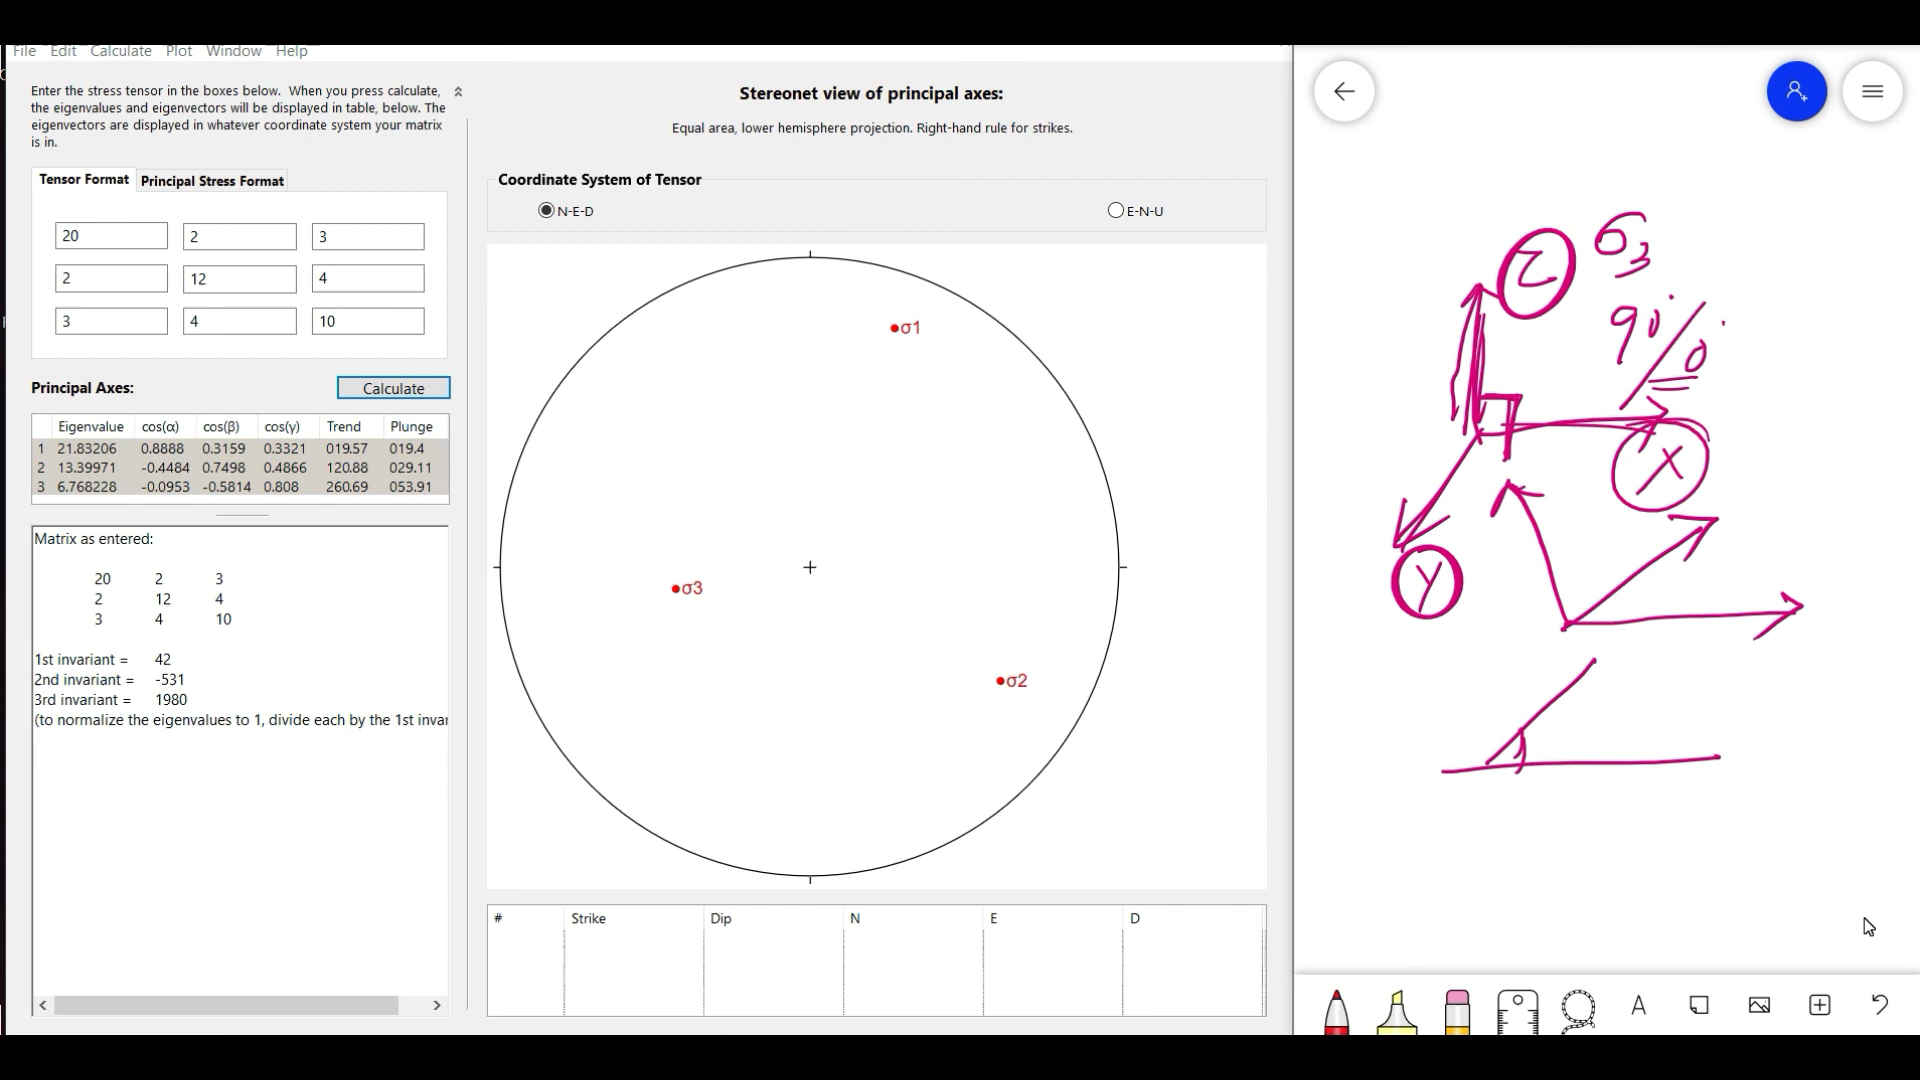 File Edit Calculate Plot Window Help
Enter the stress tensor in the boxes below. When you press calculate,
the eigenvalues and eigenvectors will be displayed in table, below. The
eigenvectors are displayed in whatever coordinate system your matrix
is in.
Tensor Format Principal Stress Format
20 2 3
2 12 4
3 4 10
Principal Axes: Calculate
Eigenvalue cos(α) cos(β) cos(γ) Trend Plunge
1 21.83206 0.8888 0.3159 0.3321 019.57 019.4
2 13.39971 -0.4484 0.7498 0.4866 120.88 029.11
3 6.768228 -0.0953 -0.5814 0.808 260.69 053.91
Matrix as entered:
20 2 3
2 12 4
3 4 10
1st invariant = 42
2nd invariant = -531
3rd invariant = 1980
(to normalize the eigenvalues to 1, divide each by the 1st invar
Stereonet view of principal axes:
Equal area, lower hemisphere projection. Right-hand rule for strikes.
Coordinate System of Tensor
N-E-D E-N-U
σ1
σ3
σ2
# Strike Dip N E D
Z σ3
90/0
X
Y
A